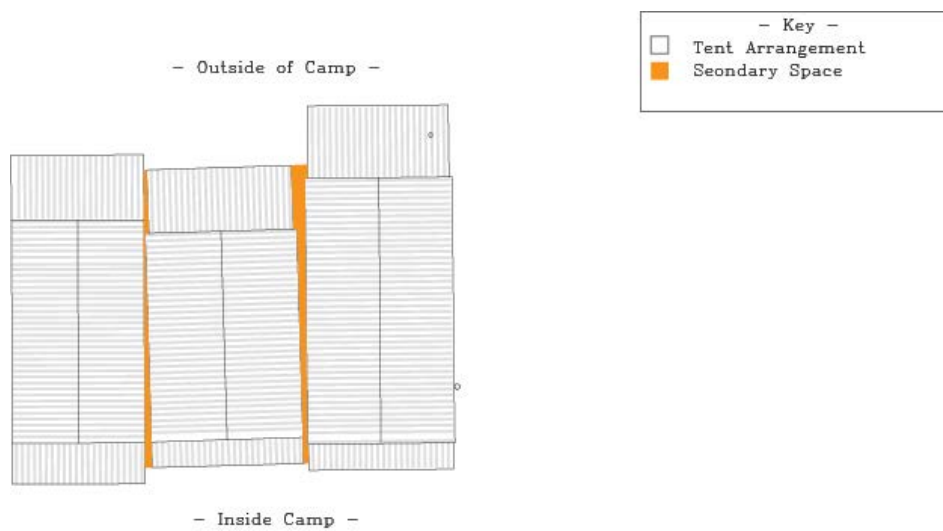 – Key –
Tent Arrangement
Seondary Space
– Outside of Camp –
– Inside Camp –